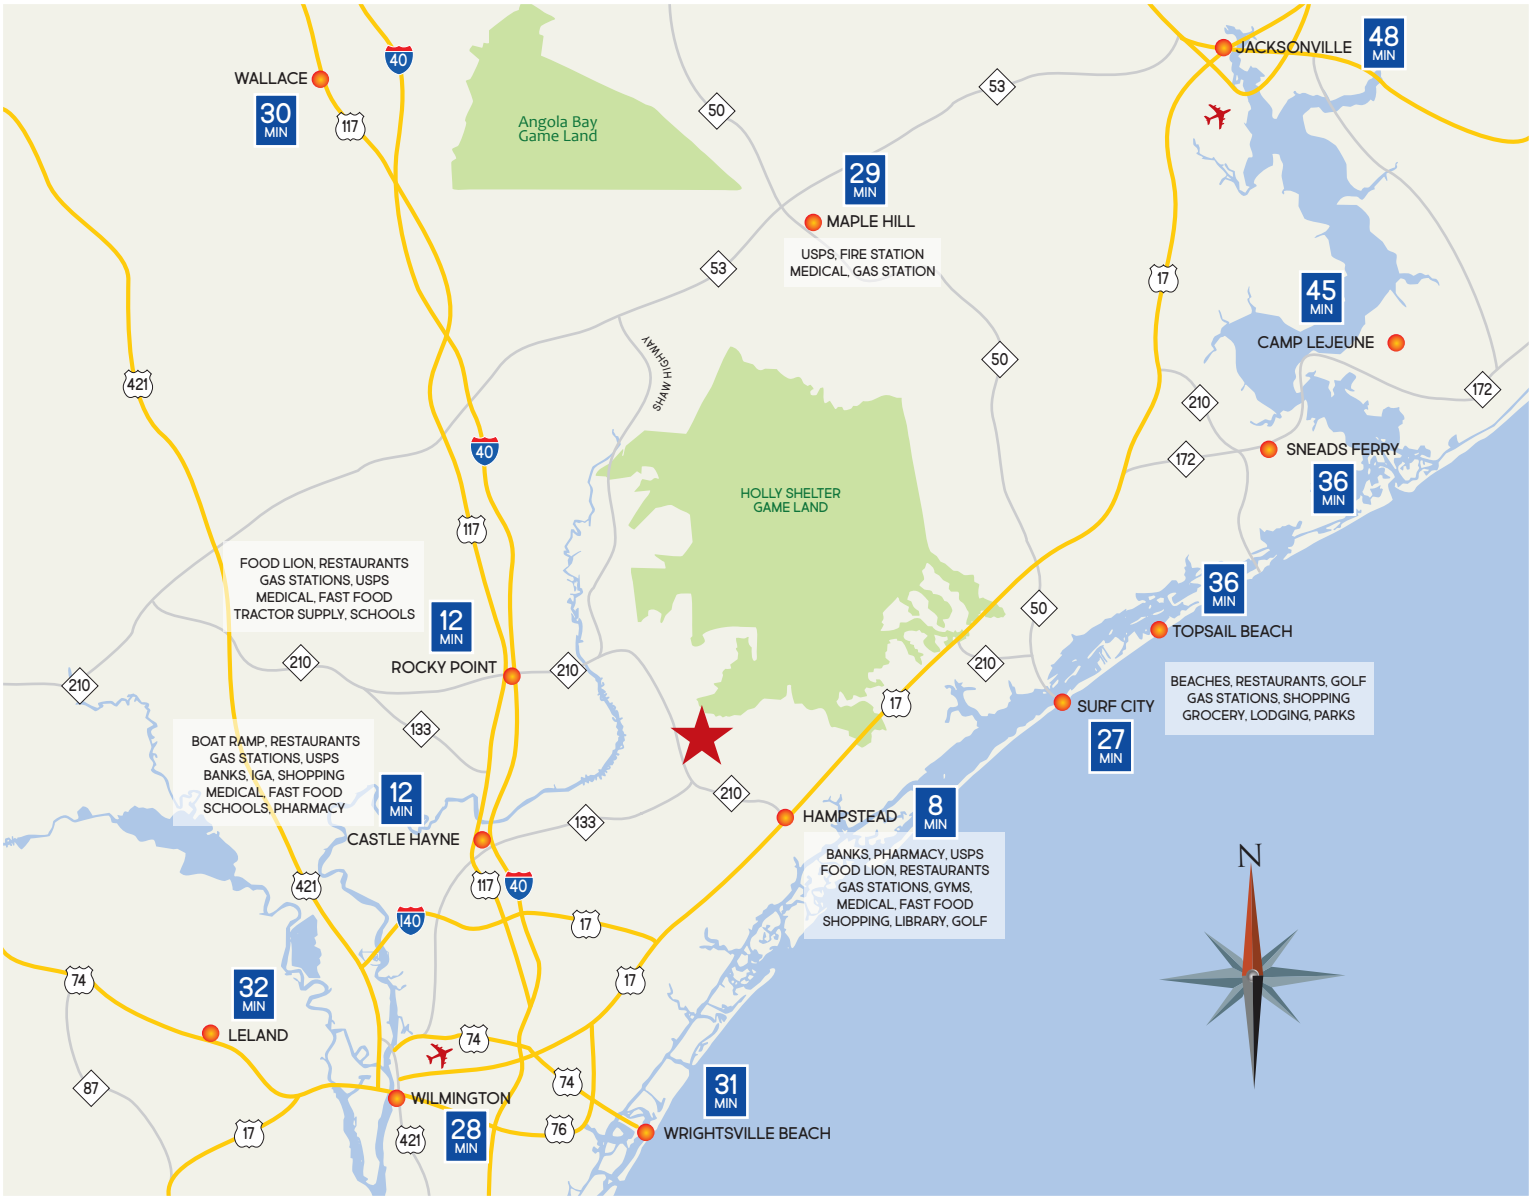 JACKSONVILLE
48
MIN
40
WALLACE
30
MIN
117
Angola Bay
Game Land
50
53
29
MIN
MAPLE HILL
USPS, FIRE STATION
MEDICAL, GAS STATION
53
17
45
MIN
CAMP LEJEUNE
SHAW HIGHWAY
50
421
210
172
172
SNEADS FERRY
36
MIN
40
HOLLY SHELTER
GAME LAND
117
FOOD LION, RESTAURANTS
GAS STATIONS, USPS
MEDICAL, FAST FOOD
TRACTOR SUPPLY, SCHOOLS
12
MIN
ROCKY POINT
210
210
210
50
36
MIN
TOPSAIL BEACH
210
BEACHES, RESTAURANTS, GOLF
GAS STATIONS, SHOPPING
GROCERY, LODGING, PARKS
17
SURF CITY
27
MIN
133
BOAT RAMP, RESTAURANTS
GAS STATIONS, USPS
BANKS, IGA, SHOPPING
MEDICAL, FAST FOOD
SCHOOLS, PHARMACY
12
MIN
CASTLE HAYNE
133
210
HAMPSTEAD
8
MIN
BANKS, PHARMACY, USPS
FOOD LION, RESTAURANTS
GAS STATIONS, GYMS,
MEDICAL, FAST FOOD
SHOPPING, LIBRARY, GOLF
N
421
117
40
140
17
74
17
32
MIN
LELAND
74
87
74
31
MIN
WILMINGTON
28
MIN
17
421
76
WRIGHTSVILLE BEACH